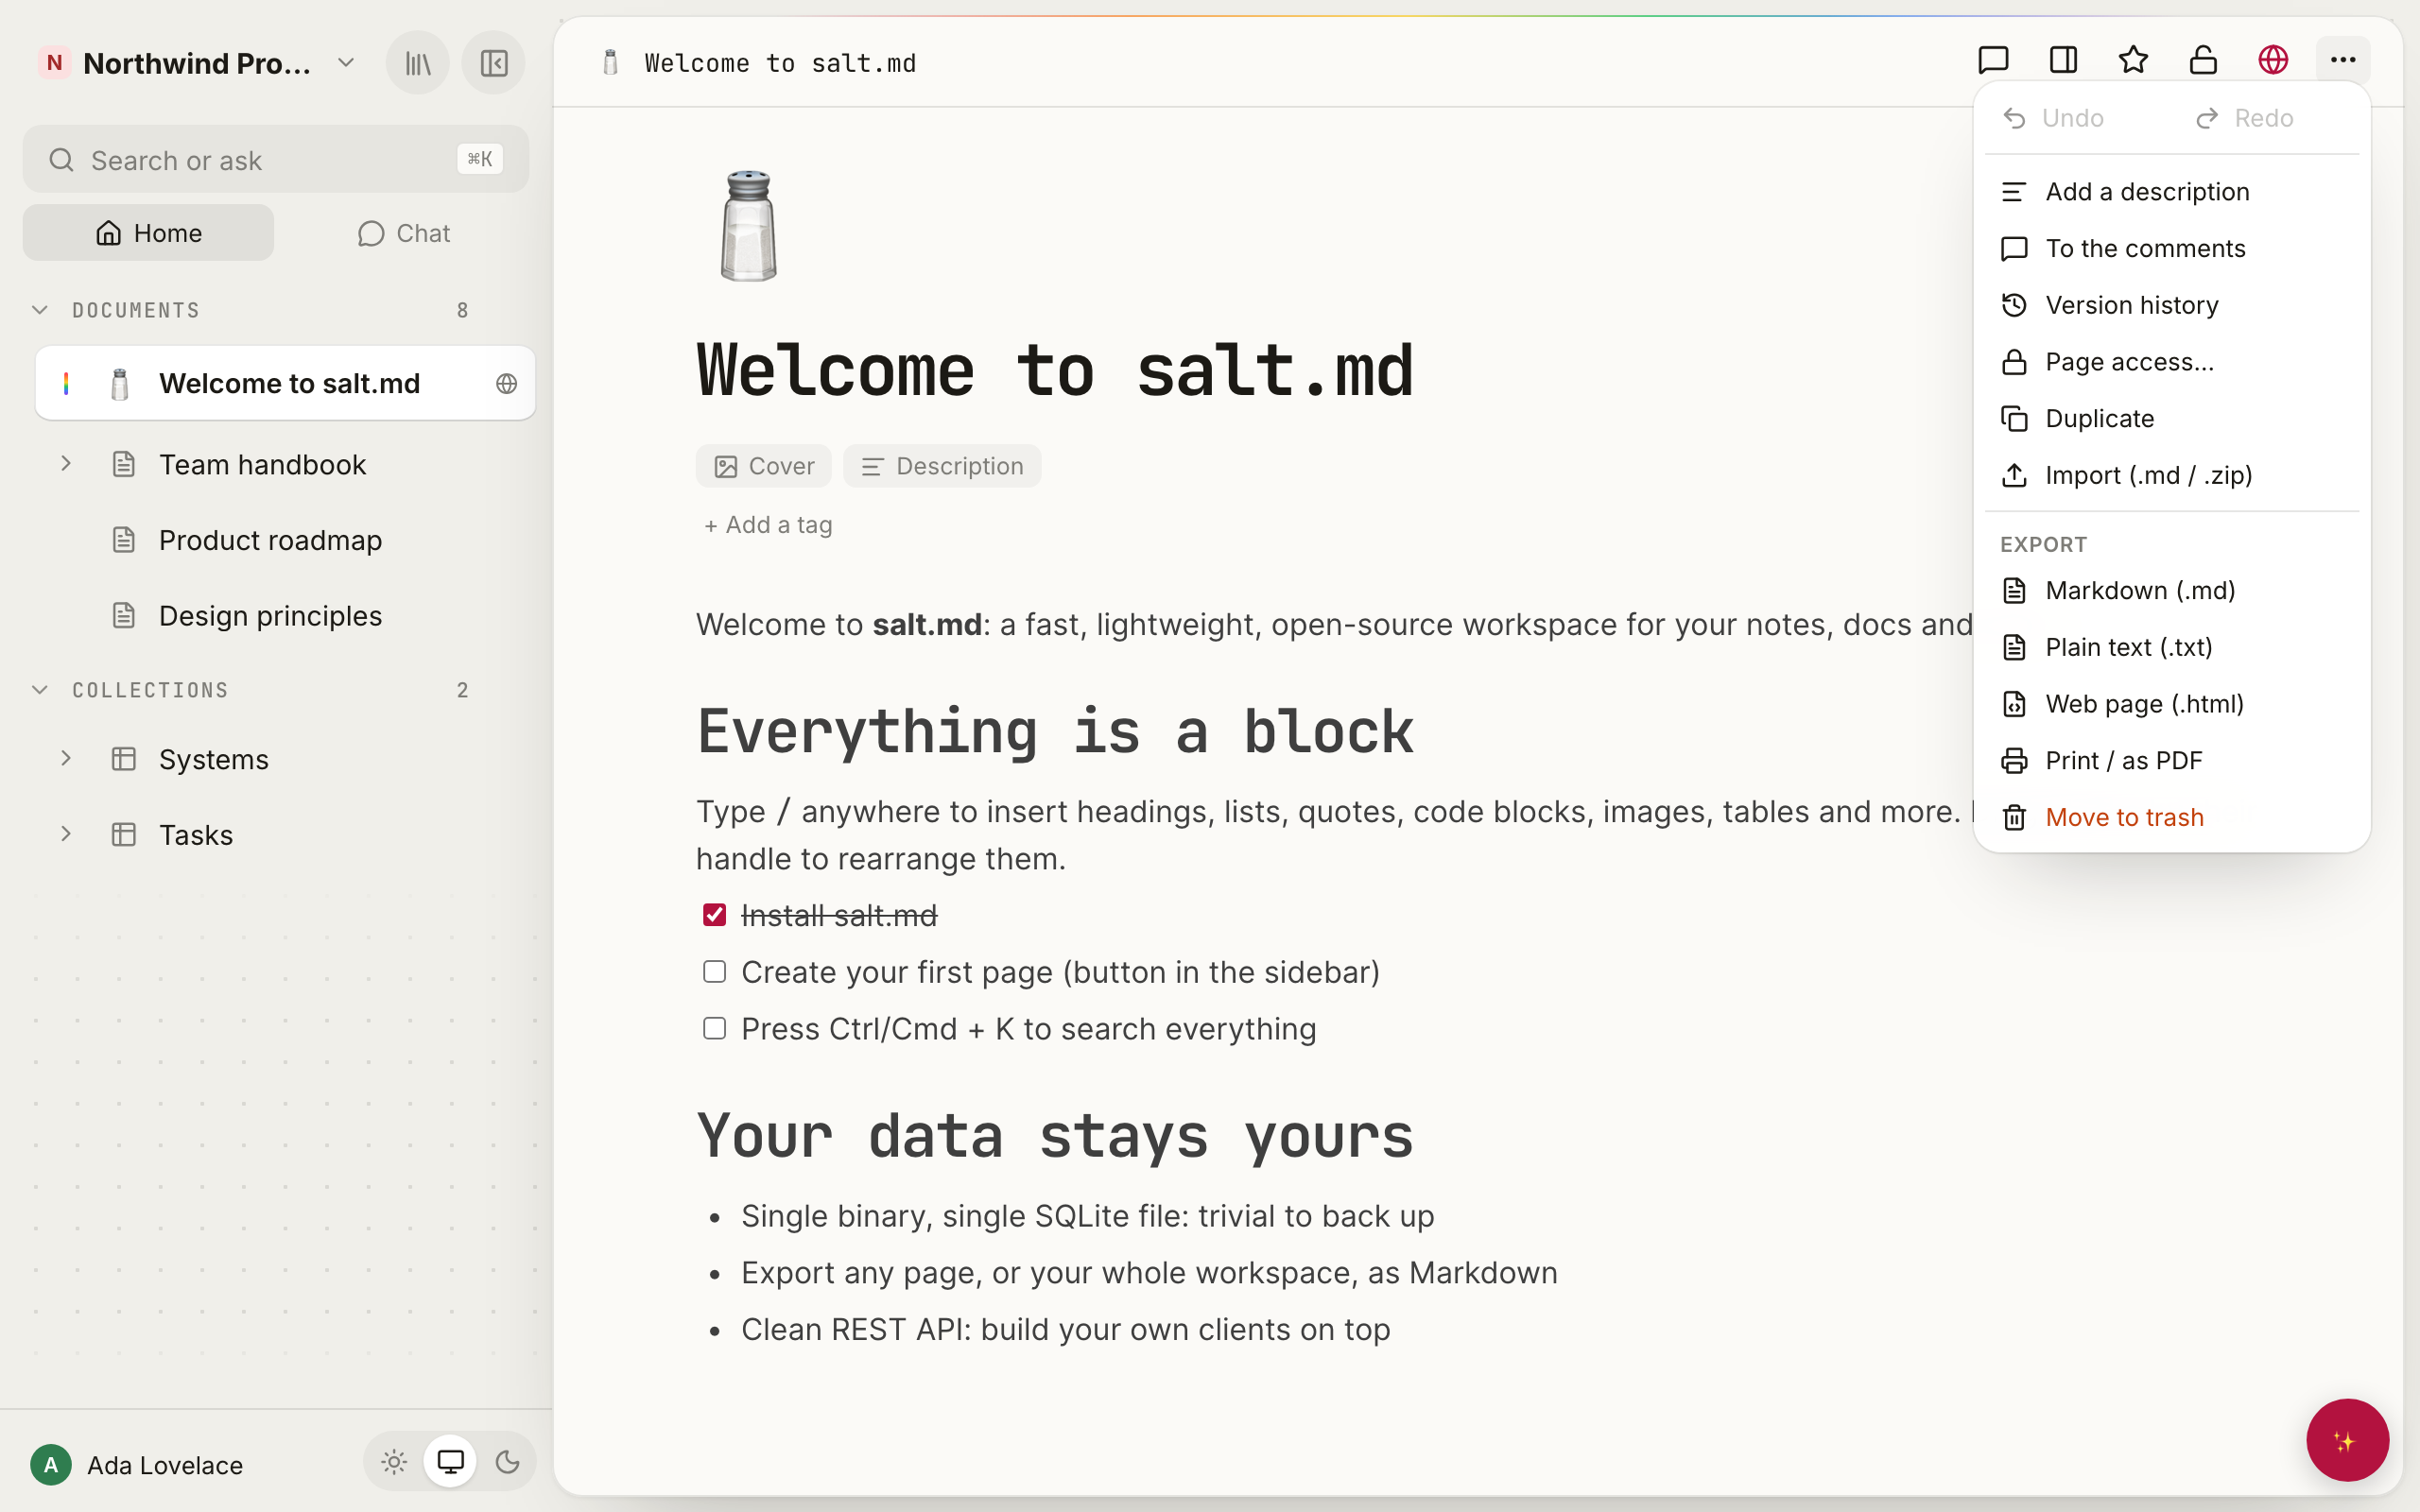 N Northwind Pro...
Search or ask ⌘K
Home Chat
DOCUMENTS 8
Welcome to salt.md
Team handbook
Product roadmap
Design principles
COLLECTIONS 2
Systems
Tasks
A Ada Lovelace
Welcome to salt.md
Welcome to salt.md
Cover Description
+ Add a tag
Welcome to salt.md: a fast, lightweight, open-source workspace for your notes, docs and
Everything is a block
Type / anywhere to insert headings, lists, quotes, code blocks, images, tables and more.
handle to rearrange them.
Install salt.md
Create your first page (button in the sidebar)
Press Ctrl/Cmd + K to search everything
Your data stays yours
• Single binary, single SQLite file: trivial to back up
• Export any page, or your whole workspace, as Markdown
• Clean REST API: build your own clients on top
Undo Redo
Add a description
To the comments
Version history
Page access...
Duplicate
Import (.md / .zip)
EXPORT
Markdown (.md)
Plain text (.txt)
Web page (.html)
Print / as PDF
Move to trash